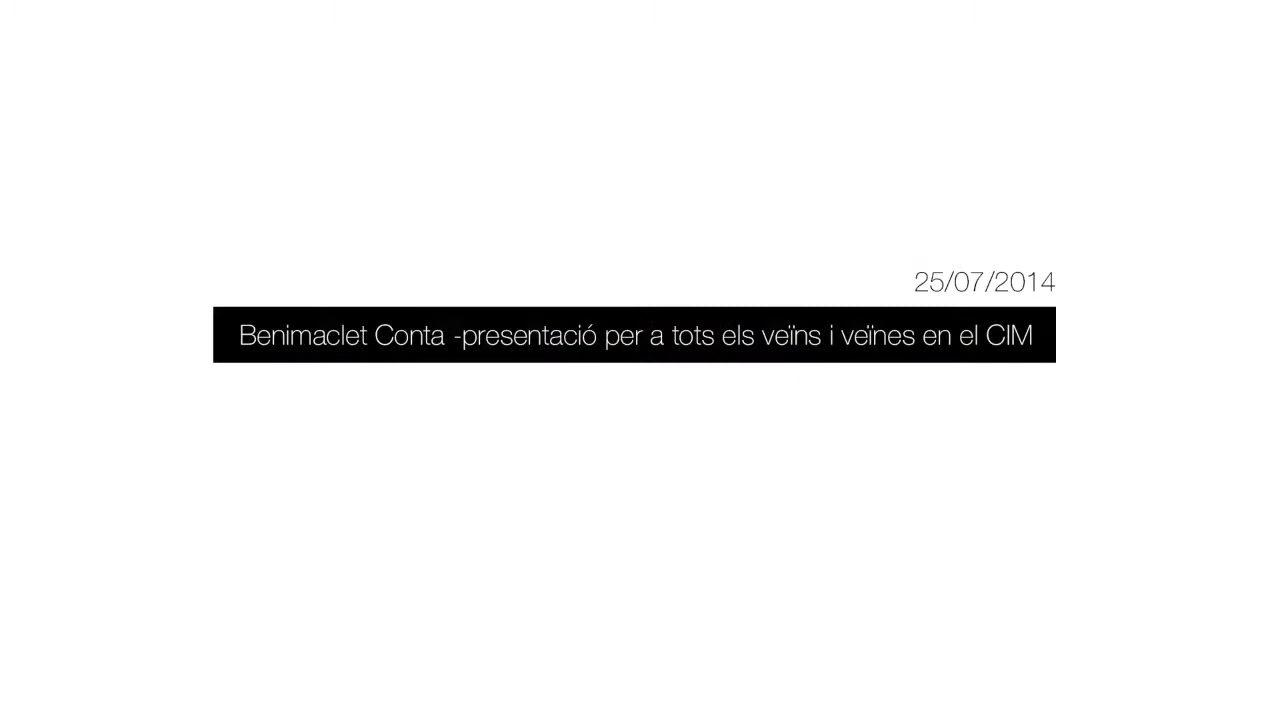 25/07/2014
Benimaclet Conta -presentació per a tots els veïns i veïnes en el CIM